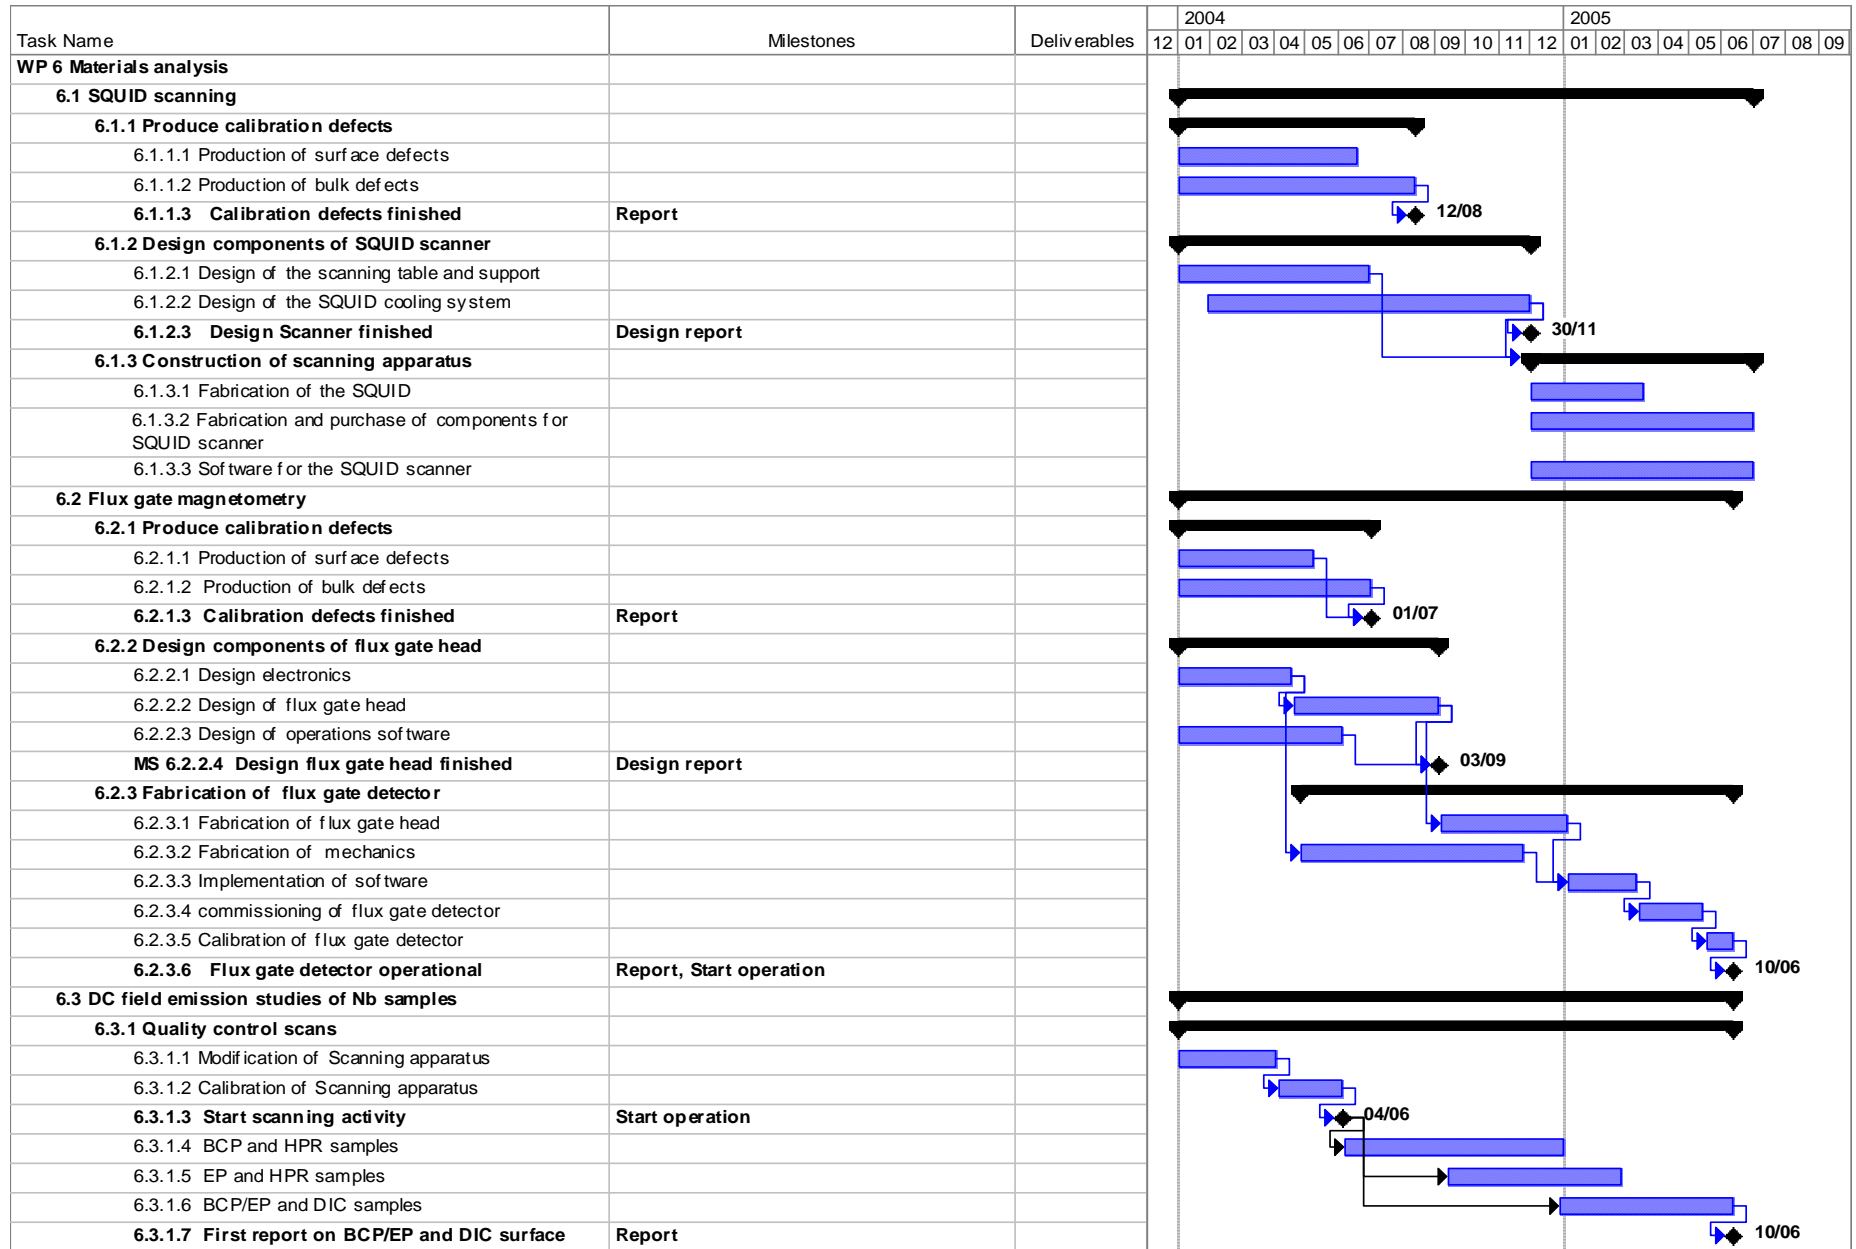 2004 2005
Task Name Milestones Deliverables 12 01 02 03 04 05 06 07 08 09 10 11 12 01 02 03 04 05 06 07 08 09
WP 6 Materials analysis
6.1 SQUID scanning
6.1.1 Produce calibration defects
6.1.1.1 Production of surface defects
6.1.1.2 Production of bulk defects
6.1.1.3 Calibration defects finished Report 12/08
6.1.2 Design components of SQUID scanner
6.1.2.1 Design of the scanning table and support
6.1.2.2 Design of the SQUID cooling system
6.1.2.3 Design Scanner finished Design report 30/11
6.1.3 Construction of scanning apparatus
6.1.3.1 Fabrication of the SQUID
6.1.3.2 Fabrication and purchase of components for
SQUID scanner
6.1.3.3 Software for the SQUID scanner
6.2 Flux gate magnetometry
6.2.1 Produce calibration defects
6.2.1.1 Production of surface defects
6.2.1.2 Production of bulk defects
6.2.1.3 Calibration defects finished Report 01/07
6.2.2 Design components of flux gate head
6.2.2.1 Design electronics
6.2.2.2 Design of flux gate head
6.2.2.3 Design of operations software
MS 6.2.2.4 Design flux gate head finished Design report 03/09
6.2.3 Fabrication of flux gate detector
6.2.3.1 Fabrication of flux gate head
6.2.3.2 Fabrication of mechanics
6.2.3.3 Implementation of software
6.2.3.4 commissioning of flux gate detector
6.2.3.5 Calibration of flux gate detector
6.2.3.6 Flux gate detector operational Report, Start operation 10/06
6.3 DC field emission studies of Nb samples
6.3.1 Quality control scans
6.3.1.1 Modification of Scanning apparatus
6.3.1.2 Calibration of Scanning apparatus
6.3.1.3 Start scanning activity Start operation 04/06
6.3.1.4 BCP and HPR samples
6.3.1.5 EP and HPR samples
6.3.1.6 BCP/EP and DIC samples
6.3.1.7 First report on BCP/EP and DIC surface Report 10/06